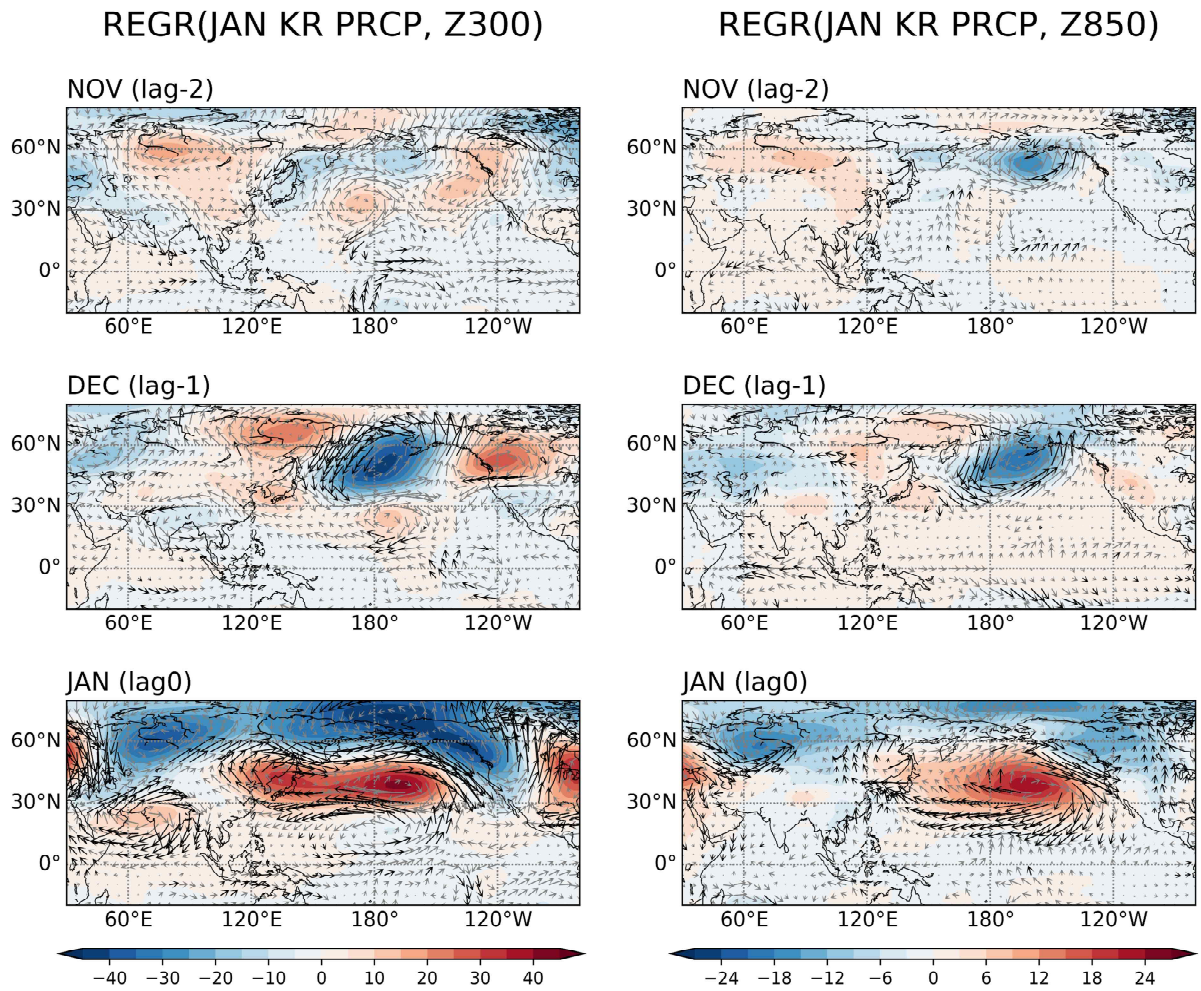 REGR(JAN KR PRCP, Z300)
REGR(JAN KR PRCP, Z850)
NOV (lag-2)
NOV (lag-2)
60°N
30°N
0°
60°E 120°E 180° 120°W
60°N
30°N
0°
60°E 120°E 180° 120°W
DEC (lag-1)
DEC (lag-1)
60°N
30°N
0°
60°E 120°E 180° 120°W
60°N
30°N
0°
60°E 120°E 180° 120°W
JAN (lag0)
JAN (lag0)
60°N
30°N
0°
60°E 120°E 180° 120°W
60°N
30°N
0°
60°E 120°E 180° 120°W
−40 −30 −20 −10 0 10 20 30 40
−24 −18 −12 −6 0 6 12 18 24